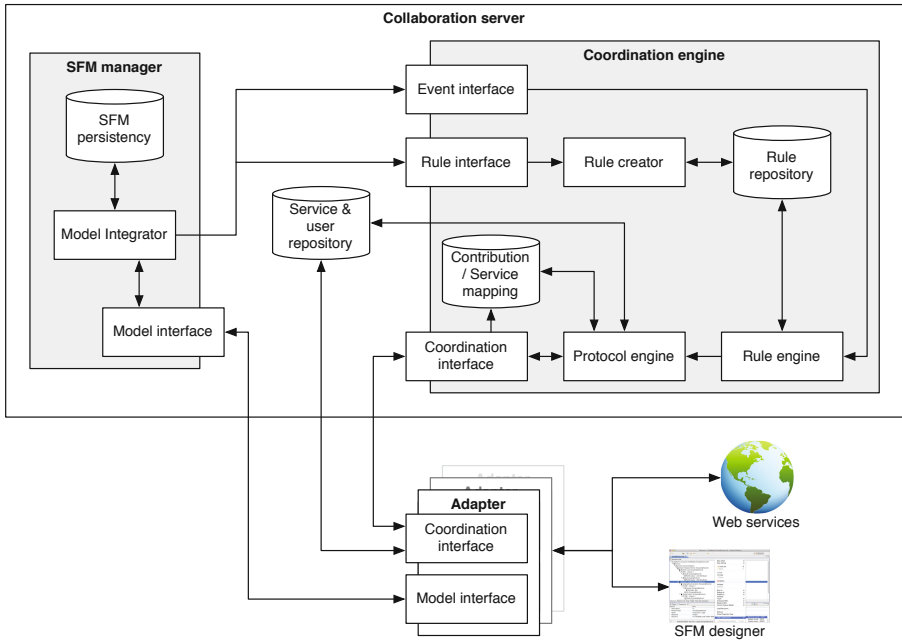 Collaboration server
SFM manager
Coordination engine
SFM
persistency
Event interface
Rule interface
Rule creator
Rule
repository
Model Integrator
Service &
user
repository
Contribution
/ Service
mapping
Model interface
Coordination
interface
Protocol engine
Rule engine
Adapter
Coordination
interface
Model interface
Web services
SFM designer